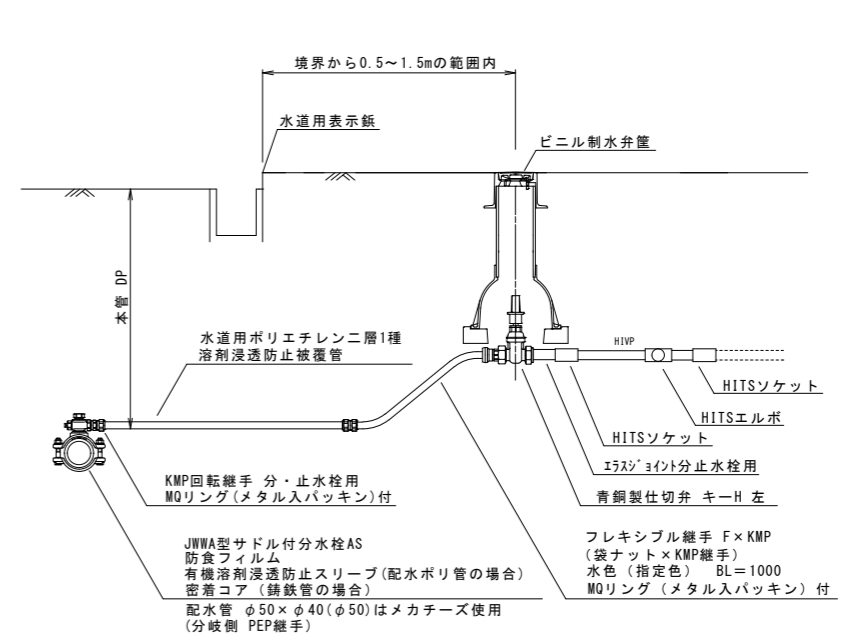 境界から0.5～1.5mの範囲内
水道用表示鋲
ビニル制水弁筐
本管 DP
水道用ポリエチレン二層1種
溶剤浸透防止被覆管
HIVP
HITSソケット
HITSエルボ
HITSソケット
ｴﾗｽｼﾞｮｲﾝﾄ分止水栓用
青銅製仕切弁 キーH 左
KMP回転継手 分・止水栓用
MQリング(メタル入パッキン)付
JWWA型サドル付分水栓AS
防食フィルム
有機溶剤浸透防止スリーブ(配水ポリ管の場合)
密着コア（鋳鉄管の場合)
配水管 φ50×φ40(φ50)はメカチーズ使用
(分岐側 PEP継手)
フレキシブル継手 F×KMP
(袋ナット×KMP継手)
水色（指定色） BL＝1000
MQリング（メタル入パッキン）付